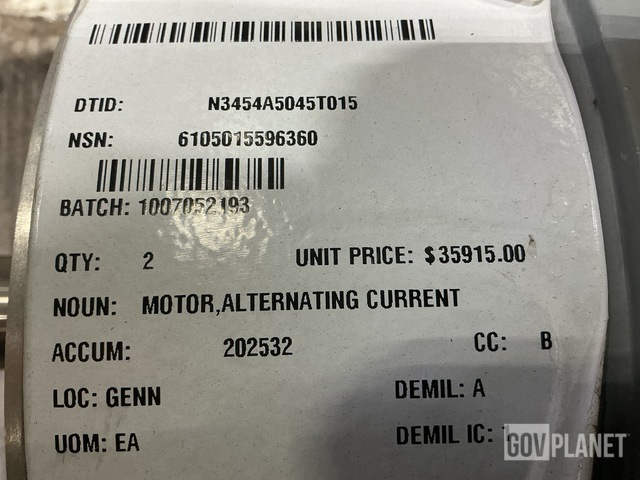 DTID: N3454A5045T015
NSN: 6105015596360
BATCH: 1007052193
QTY: 2 UNIT PRICE: $35915.00
NOUN: MOTOR,ALTERNATING CURRENT
ACCUM: 202532 CC: B
LOC: GENN DEMIL: A
UOM: EA DEMIL IC:
GOVPLANET